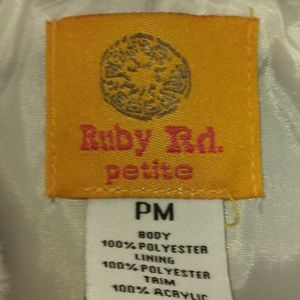 Ruby Rd.
petite
PM
BODY
100% POLYESTER
LINING
100% POLYESTER
TRIM
100% ACRYLIC